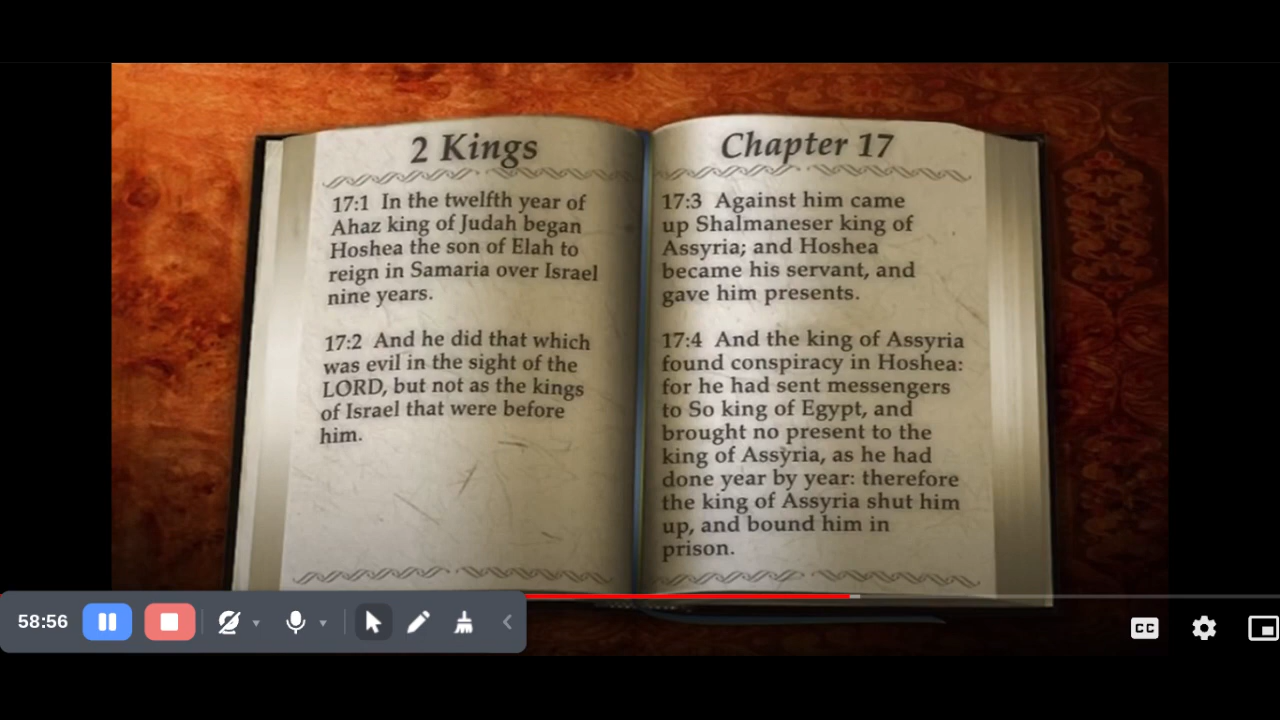 2 Kings
17:1 In the twelfth year of
Ahaz king of Judah began
Hoshea the son of Elah to
reign in Samaria over Israel
nine years.
17:2 And he did that which
was evil in the sight of the
LORD, but not as the kings
of Israel that were before
him.
Chapter 17
17:3 Against him came
up Shalmaneser king of
Assyria; and Hoshea
became his servant, and
gave him presents.
17:4 And the king of Assyria
found conspiracy in Hoshea:
for he had sent messengers
to So king of Egypt, and
brought no present to the
king of Assyria, as he had
done year by year: therefore
the king of Assyria shut him
up, and bound him in
prison.
58:56
CC